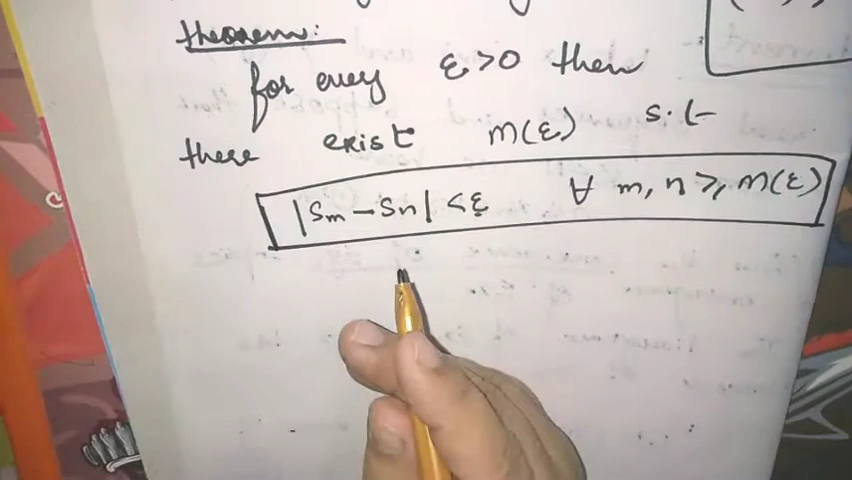 theorem:
for every ε>0 then
there exist m(ε) s.t
|Sm-Sn| <ε ∀ m, n ≥ m(ε)